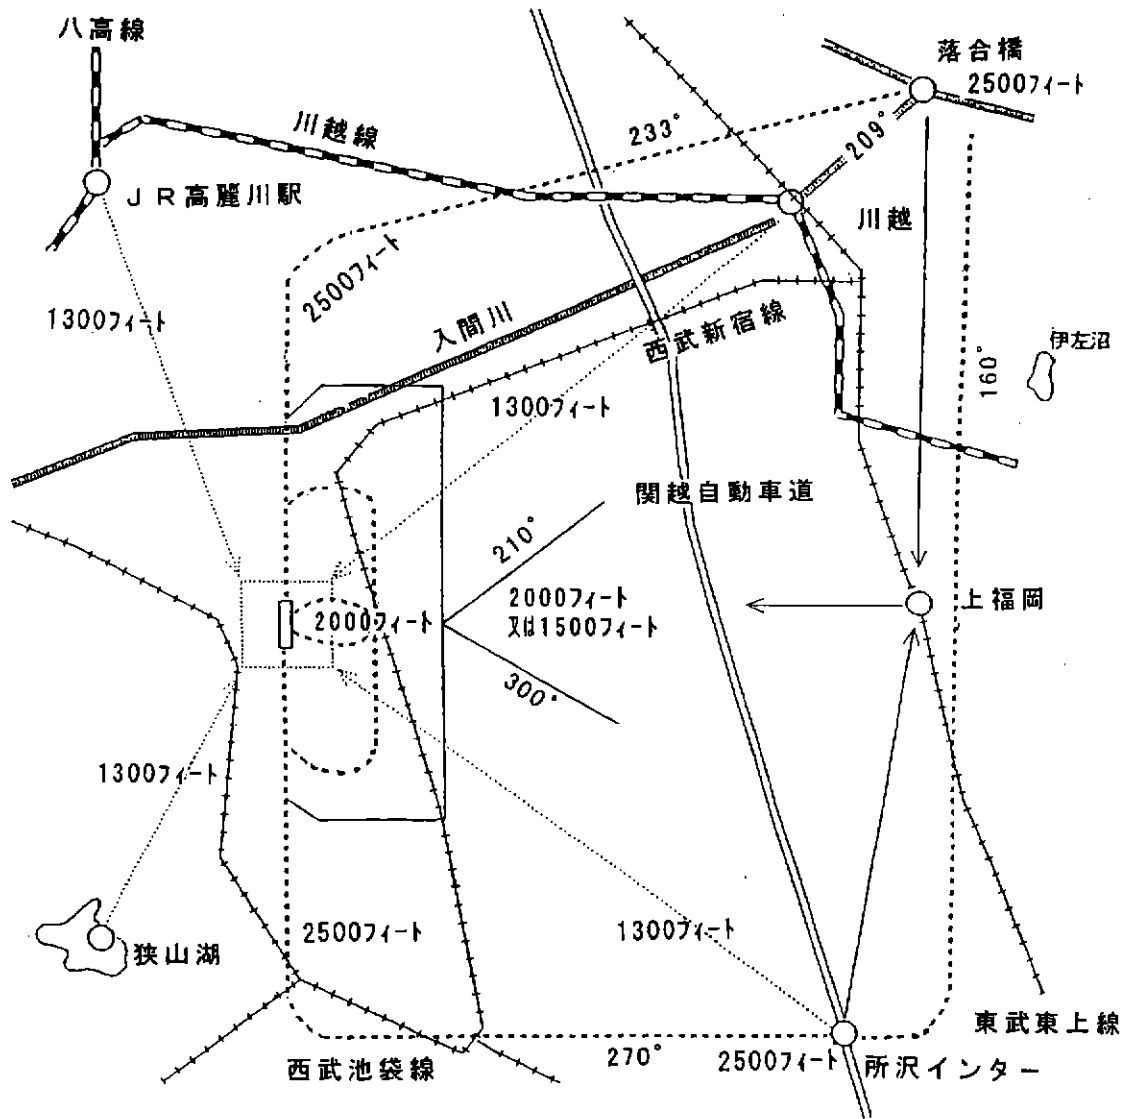 八高線
落合橋
2500フィート
川越線
233°
209°
JR高麗川駅
川越
2500フィート
1300フィート
入間川
西武新宿線
伊左沼
160°
1300フィート
関越自動車道
210°
2000フィート
2000フィート
又は1500フィート
上福岡
300°
1300フィート
2500フィート
1300フィート
狭山湖
東武東上線
270°
2500フィート
所沢インター
西武池袋線